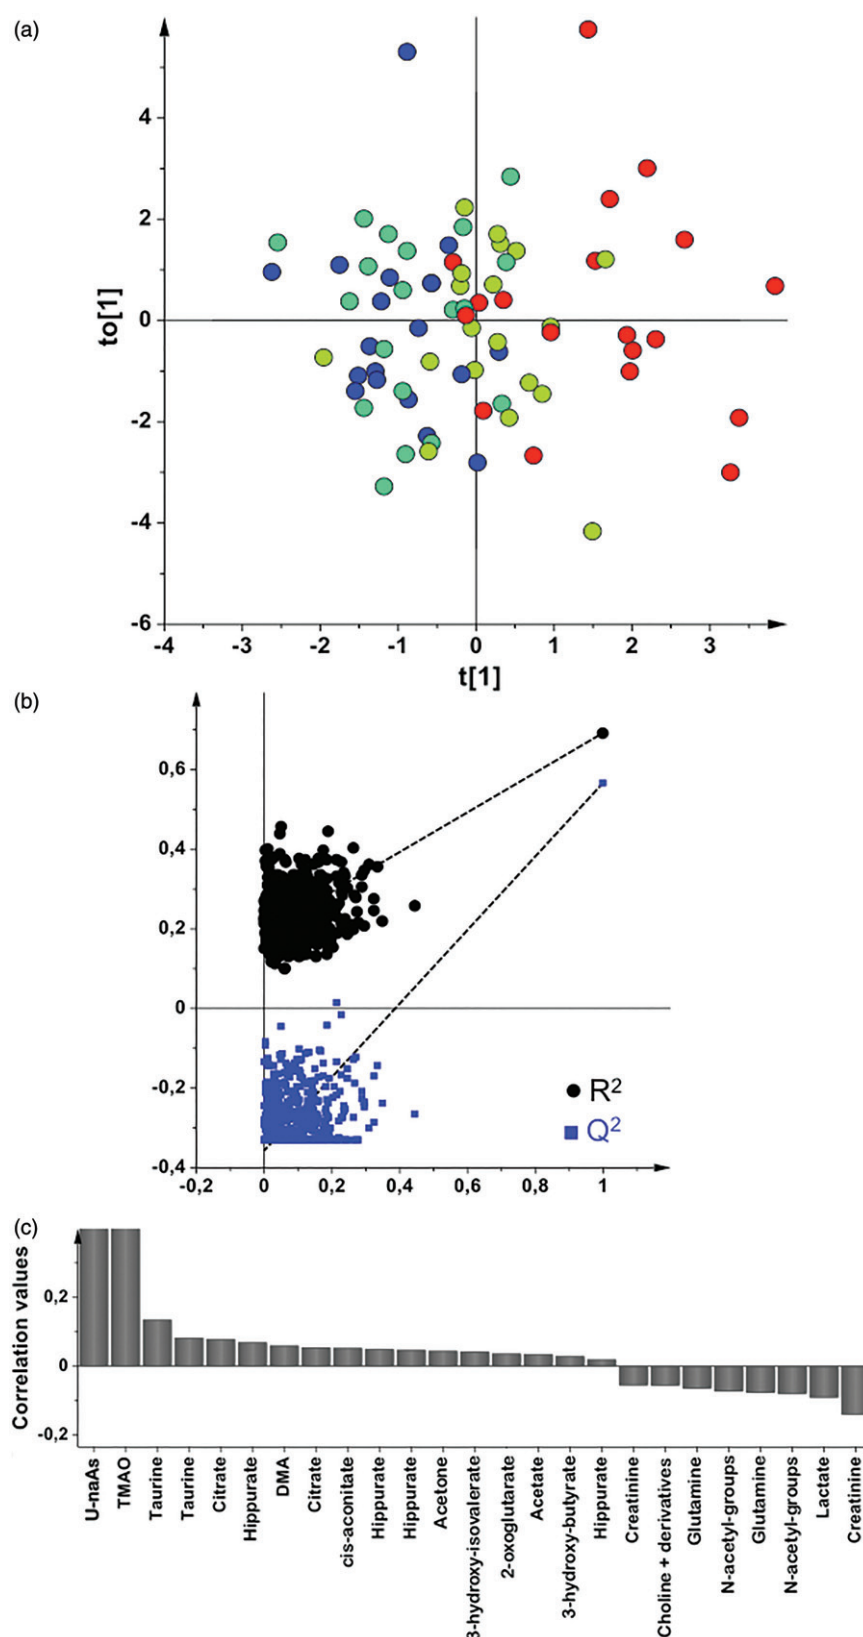 (a)
to[1]
4
2
0
-2
-4
-6
-4
-3
-2
-1
0
1
2
3
t[1]
(b)
0,6
0,4
0,2
0
-0,2
-0,4
R²
Q²
-0,2
0
0,2
0,4
0,6
0,8
1
(c)
Correlation values
0,2
0
-0,2
U-naAs
TMAO
Taurine
Taurine
Citrate
Hippurate
DMA
Citrate
cis-aconitate
Hippurate
Hippurate
Acetone
3-hydroxy-isovalerate
2-oxoglutarate
Acetate
3-hydroxy-butyrate
Hippurate
Creatinine
Choline + derivatives
Glutamine
N-acetyl-groups
Glutamine
N-acetyl-groups
Lactate
Creatinine